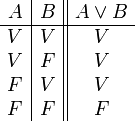 A B A ∨ B
V V V
V F V
F V V
F F F